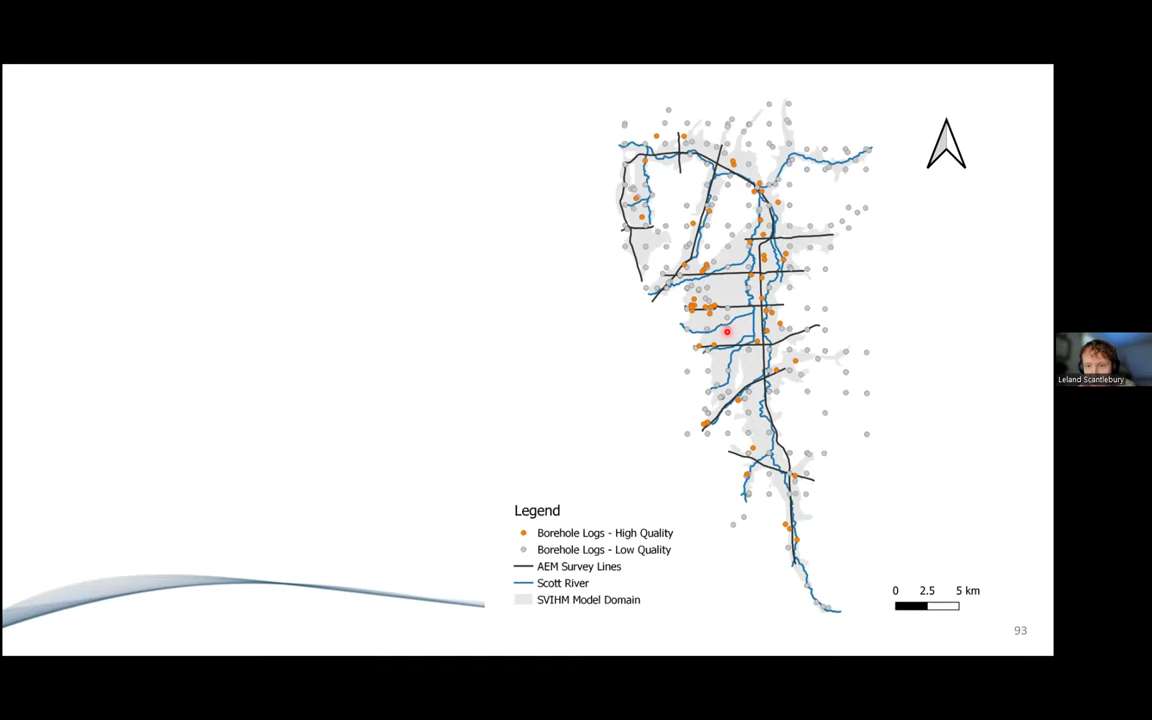 Legend
Borehole Logs - High Quality
Borehole Logs - Low Quality
AEM Survey Lines
Scott River
SVIHM Model Domain
0 2.5 5 km
93
Leland Scantlebury